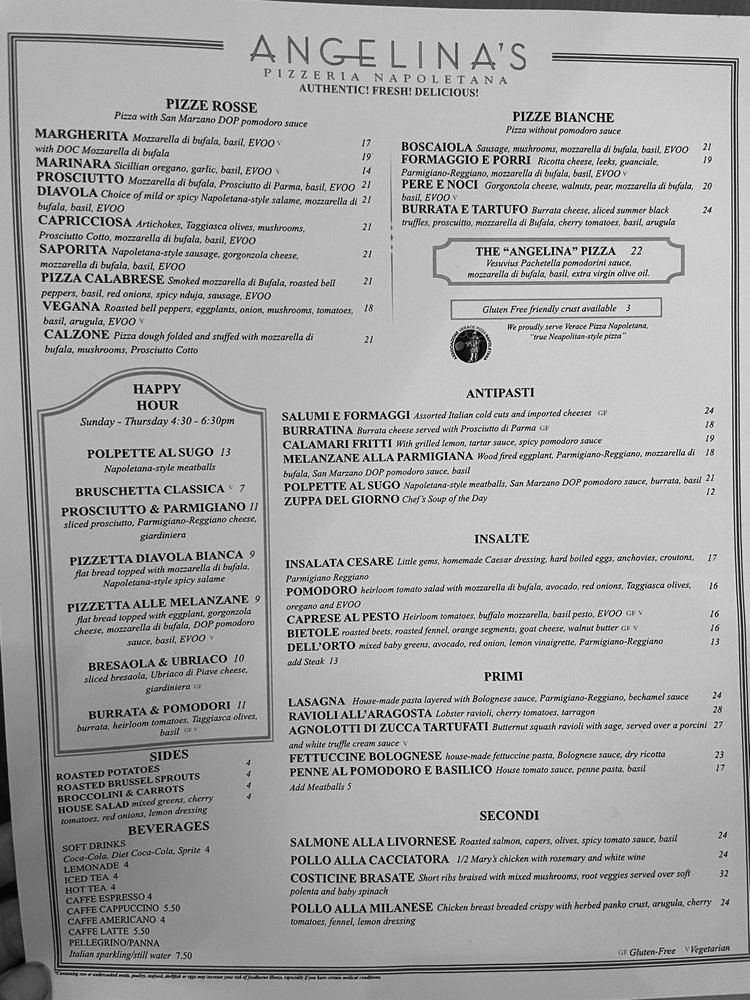 ANGELINA'S
PIZZERIA NAPOLETANA
AUTHENTIC! FRESH! DELICIOUS!
PIZZE ROSSE
Pizza with San Marzano DOP pomodoro sauce
MARGHERITA Mozzarella di bufala, basil, EVOO V 17
with DOC Mozzarella di bufala 19
MARINARA Sicillian oregano, garlic, basil, EVOO V 14
PROSCIUTTO Mozzarella di bufala, Prosciutto di Parma, basil, EVOO 21
DIAVOLA Choice of mild or spicy Napoletana-style salame, mozzarella di 21
bufala, basil, EVOO
CAPRICCIOSA Artichokes, Taggiasca olives, mushrooms, 21
Prosciutto Cotto, mozzarella di bufala, basil, EVOO
SAPORITA Napoletana-style sausage, gorgonzola cheese, 21
mozzarella di bufala, basil, EVOO
PIZZA CALABRESE Smoked mozzarella di Bufala, roasted bell 21
peppers, basil, red onions, spicy nduja, sausage, EVOO
VEGANA Roasted bell peppers, eggplants, onion, mushrooms, tomatoes, 18
basil, arugula, EVOO V
CALZONE Pizza dough folded and stuffed with mozzarella di 21
bufala, mushrooms, Prosciutto Cotto
PIZZE BIANCHE
Pizza without pomodoro sauce
BOSCAIOLA Sausage, mushrooms, mozzarella di bufala, basil, EVOO 21
FORMAGGIO E PORRI Ricotta cheese, leeks, guanciale, 19
Parmigiano-Reggiano, mozzarella di bufala, basil, EVOO V
PERE E NOCI Gorgonzola cheese, walnuts, pear, mozzarella di bufala, 20
basil, EVOO V
BURRATA E TARTUFO Burrata cheese, sliced summer black 24
truffles, proscuitto, mozzarella di Bufala, cherry tomatoes, basil, arugula
THE "ANGELINA" PIZZA 22
Vesuvius Pachetella pomodorini sauce,
mozzarella di bufala, basil, extra virgin olive oil.
Gluten Free friendly crust available 3
We proudly serve Verace Pizza Napoletana,
"true Neapolitan-style pizza"
HAPPY
HOUR
Sunday - Thursday 4:30 - 6:30pm
POLPETTE AL SUGO 13
Napoletana-style meatballs
BRUSCHETTA CLASSICA V 7
PROSCIUTTO & PARMIGIANO 11
sliced prosciutto, Parmigiano-Reggiano cheese,
giardiniera
PIZZETTA DIAVOLA BIANCA 9
flat bread topped with mozzarella di bufala,
Napoletana-style spicy salame
PIZZETTA ALLE MELANZANE 9
flat bread topped with eggplant, gorgonzola
cheese, mozzarella di bufala, DOP pomodoro
sauce, basil, EVOO V
BRESAOLA & UBRIACO 10
sliced bresaola, Ubriaco di Piave cheese,
giardiniera GF
BURRATA & POMODORI 11
burrata, heirloom tomatoes, Taggiasca olives,
basil GF V
SIDES
ROASTED POTATOES 4
ROASTED BRUSSEL SPROUTS 4
BROCCOLINI & CARROTS 4
HOUSE SALAD mixed greens, cherry 4
tomatoes, red onions, lemon dressing
BEVERAGES
SOFT DRINKS
Coca-Cola, Diet Coca-Cola, Sprite 4
LEMONADE 4
ICED TEA 4
HOT TEA 4
CAFFE ESPRESSO 4
CAFFE CAPPUCCINO 5.50
CAFFE AMERICANO 4
CAFFE LATTE 5.50
PELLEGRINO/PANNA
Italian sparkling/still water 7.50
ANTIPASTI
SALUMI E FORMAGGI Assorted Italian cold cuts and imported cheeses GF 24
BURRATINA Burrata cheese served with Prosciutto di Parma GF 18
CALAMARI FRITTI With grilled lemon, tartar sauce, spicy pomodoro sauce 19
MELANZANE ALLA PARMIGIANA Wood fired eggplant, Parmigiano-Reggiano, mozzarella di 18
bufala, San Marzano DOP pomodoro sauce, basil
POLPETTE AL SUGO Napoletana-style meatballs, San Marzano DOP pomodoro sauce, burrata, basil 21
ZUPPA DEL GIORNO Chef's Soup of the Day 12
INSALTE
INSALATA CESARE Little gems, homemade Caesar dressing, hard boiled eggs, anchovies, croutons, 17
Parmigiano Reggiano
POMODORO heirloom tomato salad with mozzarella di bufala, avocado, red onions, Taggiasca olives, 16
oregano and EVOO
CAPRESE AL PESTO Heirloom tomatoes, buffalo mozzarella, basil pesto, EVOO GF V 16
BIETOLE roasted beets, roasted fennel, orange segments, goat cheese, walnut butter GF V 16
DELL'ORTO mixed baby greens, avocado, red onion, lemon vinaigrette, Parmigiano-Reggiano 13
add Steak 13
PRIMI
LASAGNA House-made pasta layered with Bolognese sauce, Parmigiano-Reggiano, bechamel sauce 24
RAVIOLI ALL'ARAGOSTA Lobster ravioli, cherry tomatoes, tarragon 28
AGNOLOTTI DI ZUCCA TARTUFATI Butternut squash ravioli with sage, served over a porcini 27
and white truffle cream sauce V
FETTUCCINE BOLOGNESE house-made fettuccine pasta, Bolognese sauce, dry ricotta 23
PENNE AL POMODORO E BASILICO House tomato sauce, penne pasta, basil 17
Add Meatballs 5
SECONDI
SALMONE ALLA LIVORNESE Roasted salmon, capers, olives, spicy tomato sauce, basil 24
POLLO ALLA CACCIATORA 1/2 Mary's chicken with rosemary and white wine 24
COSTICINE BRASATE Short ribs braised with mixed mushrooms, root veggies served over soft 32
polenta and baby spinach
POLLO ALLA MILANESE Chicken breast breaded crispy with herbed panko crust, arugula, cherry 24
tomatoes, fennel, lemon dressing
GF Gluten-Free V Vegetarian
*Consuming raw or undercooked meats, poultry, seafood, shellfish or eggs may increase your risk of foodborne illness, especially if you have certain medical conditions.